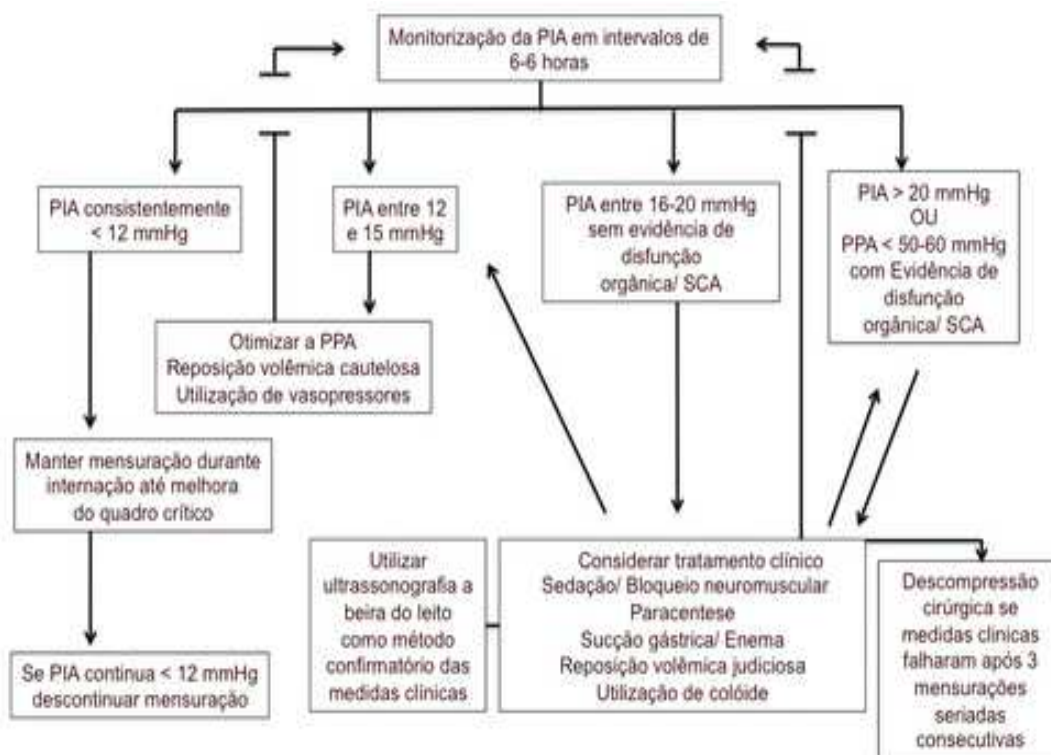 Monitorização da PIA em intervalos de
6-6 horas
PIA consistentemente
< 12 mmHg
PIA entre 12
e 15 mmHg
PIA entre 16-20 mmHg
sem evidência de
disfunção
orgânica/ SCA
PIA > 20 mmHg
OU
PPA < 50-60 mmHg
com Evidência de
disfunção
orgânica/ SCA
Otimizar a PPA
Reposição volêmica cautelosa
Utilização de vasopressores
Manter mensuração durante
internação até melhora
do quadro crítico
Se PIA continua < 12 mmHg
descontinuar mensuração
Utilizar
ultrassonografia a
beira do leito
como método
confirmatório das
medidas clínicas
Considerar tratamento clínico
Sedação/ Bloqueio neuromuscular
Paracentese
Sucção gástrica/ Enema
Reposição volêmica judiciosa
Utilização de colóide
Descompressão
cirúrgica se
medidas clinicas
falharam após 3
mensurações
seriadas
consecutivas